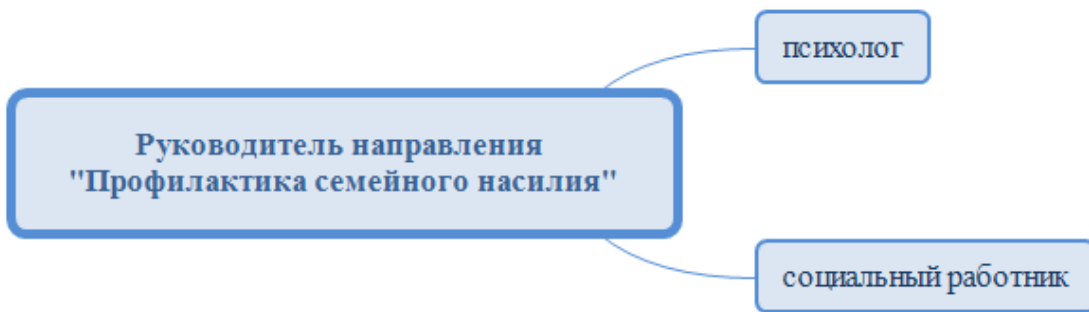 психолог
Руководитель направления
"Профилактика семейного насилия"
социальный работник